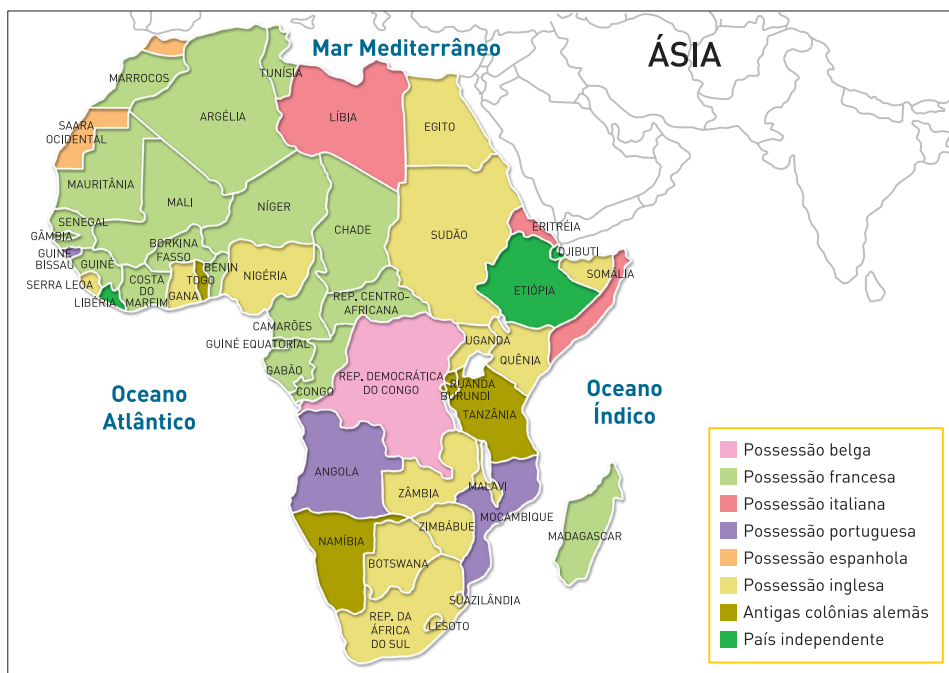 Mar Mediterrâneo
ÁSIA
MARROCOS
TUNÍSIA
ARGÉLIA
LÍBIA
EGITO
SAARA
OCIDENTAL
MAURITÂNIA
MALI
NÍGER
CHADE
SUDÃO
ERITRÉIA
DJIBUTI
SENEGAL
GÂMBIA
GUINÉ
BISSAU
GUINÉ
BORKINA
FASSO
BENIN
TOGO
NIGÉRIA
SERRA LEOA
LIBÉRIA
COSTA
DO
MARFIM
GANA
ETIÓPIA
SOMÁLIA
REP. CENTRO-
AFRICANA
CAMARÕES
GUINÉ EQUATORIAL
GABÃO
CONGO
REP. DEMOCRÁTICA
DO CONGO
UGANDA
QUÊNIA
RUANDA
BURUNDI
TANZÂNIA
Oceano
Atlântico
Oceano
Índico
ANGOLA
ZÂMBIA
MALAVI
MOÇAMBIQUE
ZIMBÁBUE
MADAGASCAR
NAMÍBIA
BOTSWANA
SUAZILÂNDIA
REP. DA
ÁFRICA
DO SUL
LESOTO
Possessão belga
Possessão francesa
Possessão italiana
Possessão portuguesa
Possessão espanhola
Possessão inglesa
Antigas colônias alemãs
País independente